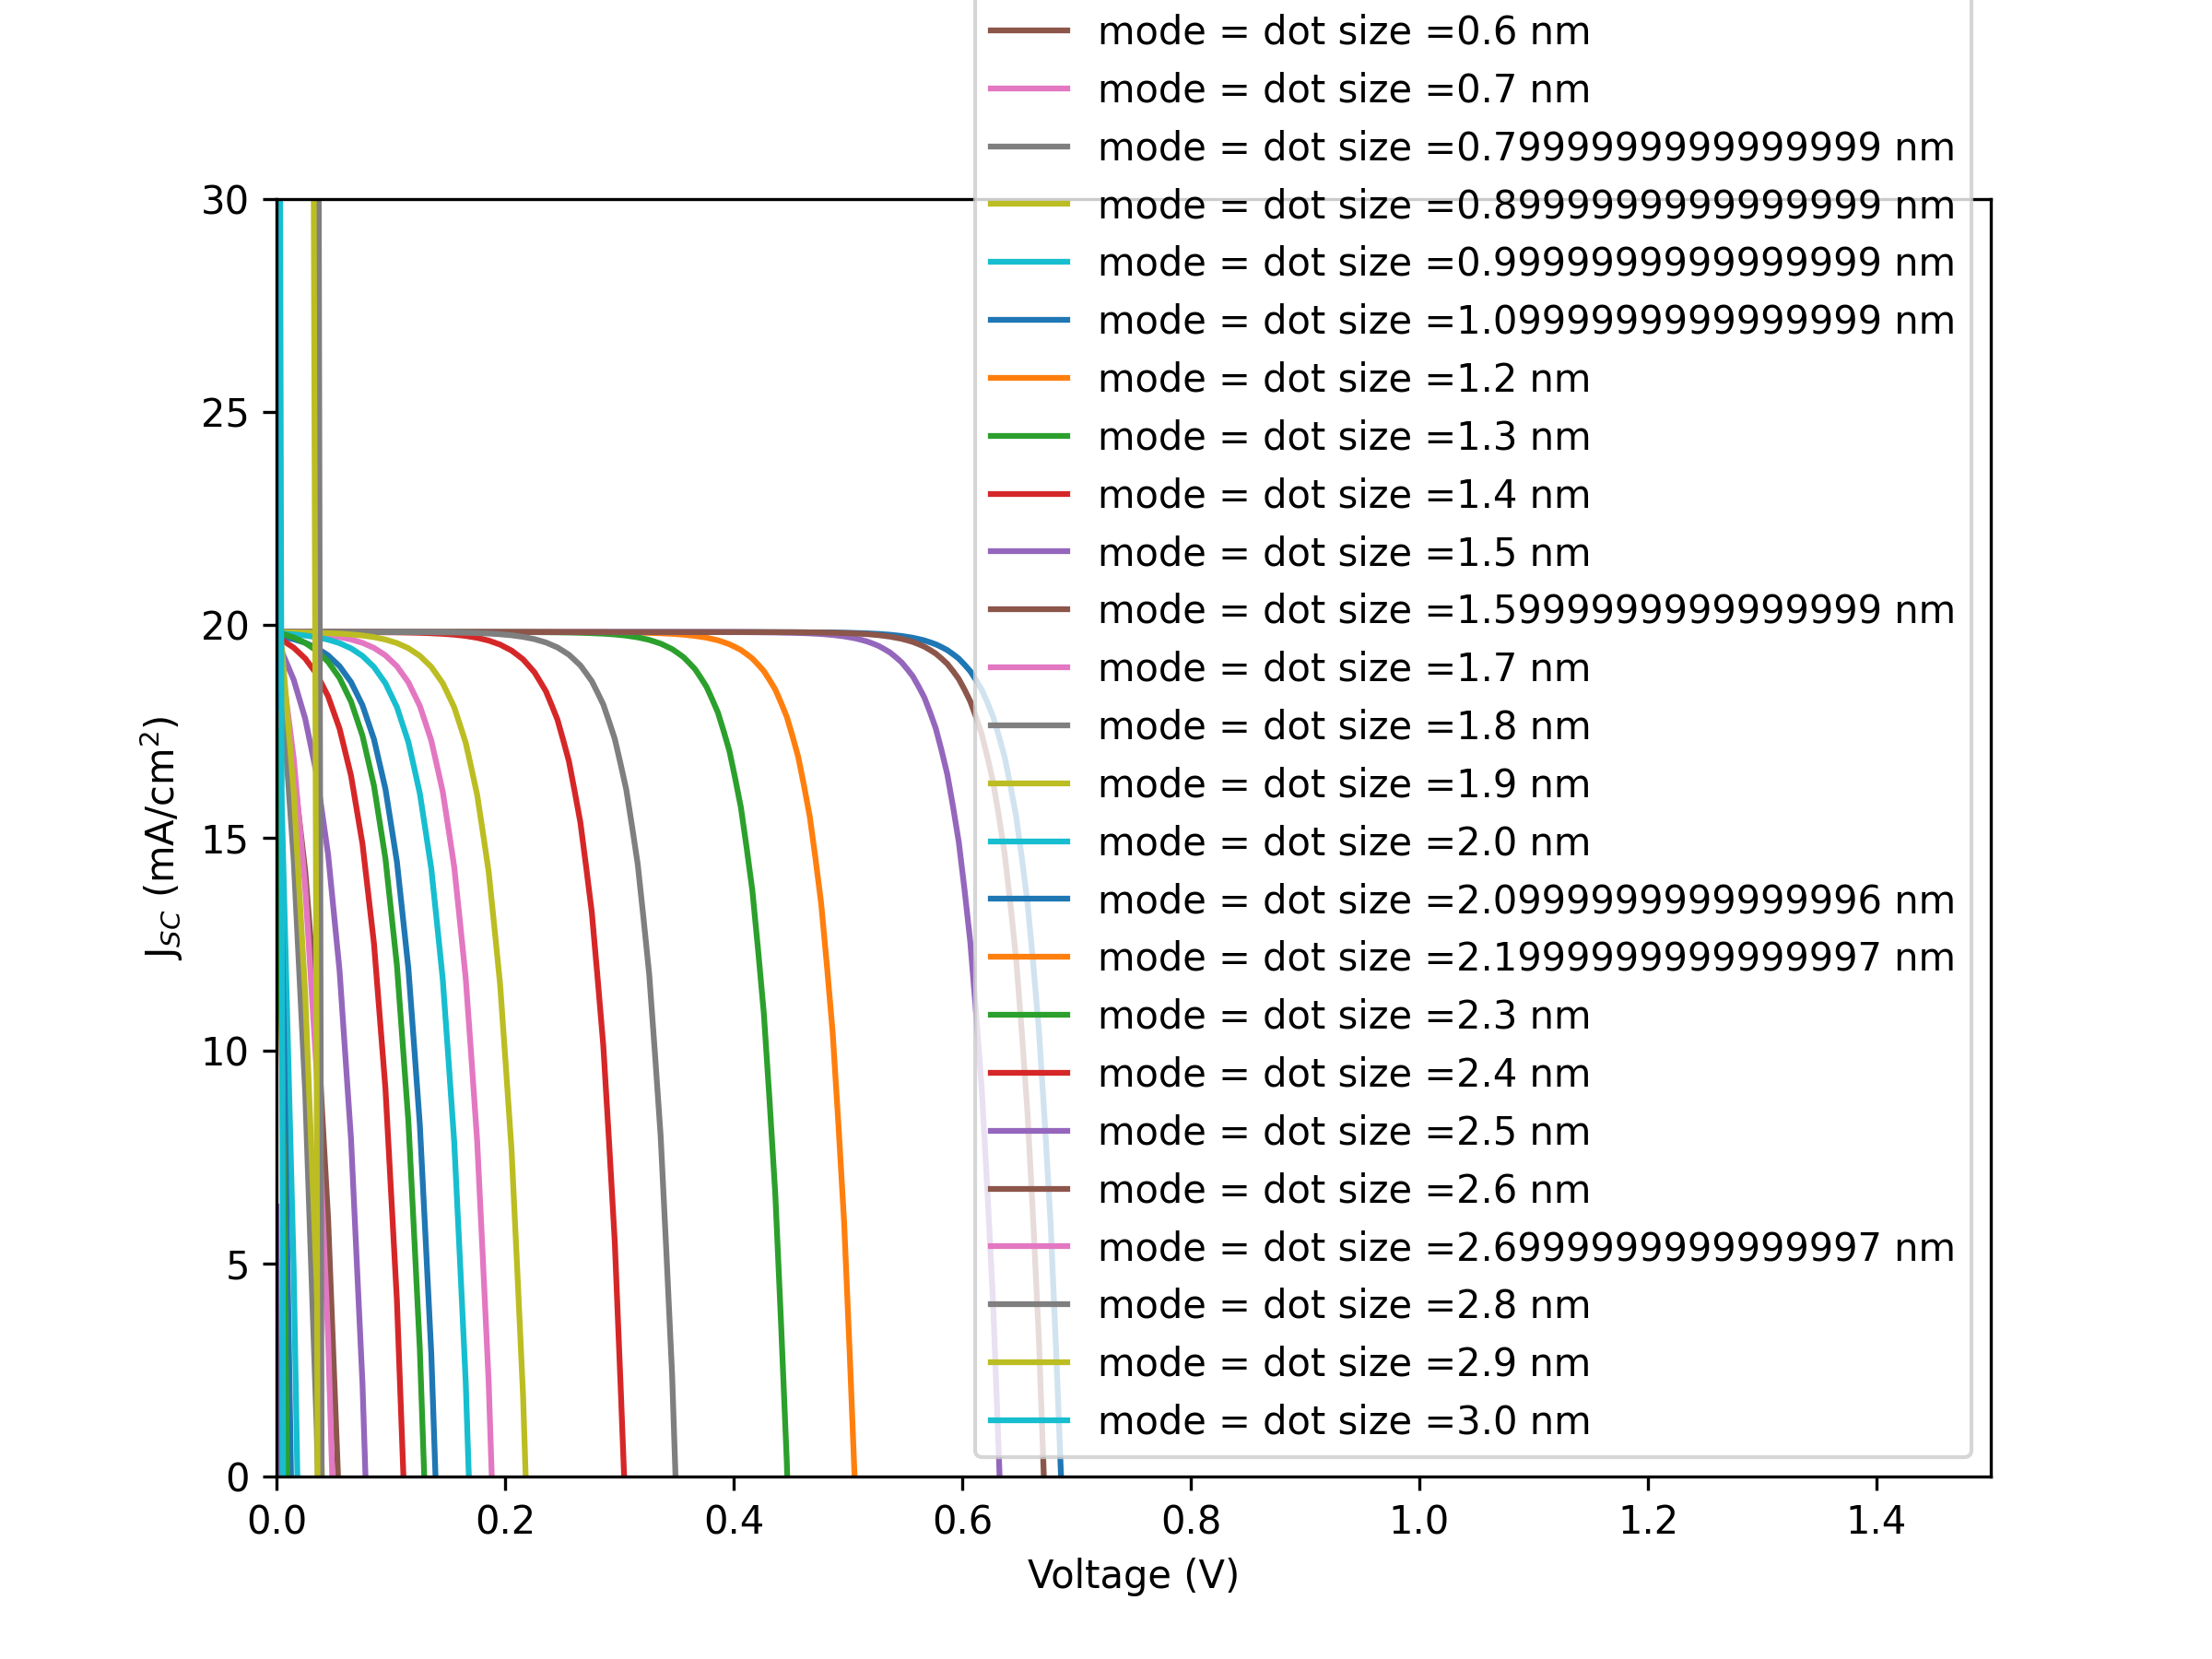 mode = dot size =0.6 nm
mode = dot size =0.7 nm
mode = dot size =0.7999999999999999 nm
mode = dot size =0.8999999999999999 nm
mode = dot size =0.9999999999999999 nm
mode = dot size =1.0999999999999999 nm
mode = dot size =1.2 nm
mode = dot size =1.3 nm
mode = dot size =1.4 nm
mode = dot size =1.5 nm
mode = dot size =1.5999999999999999 nm
mode = dot size =1.7 nm
mode = dot size =1.8 nm
mode = dot size =1.9 nm
mode = dot size =2.0 nm
mode = dot size =2.0999999999999996 nm
mode = dot size =2.1999999999999997 nm
mode = dot size =2.3 nm
mode = dot size =2.4 nm
mode = dot size =2.5 nm
mode = dot size =2.6 nm
mode = dot size =2.6999999999999997 nm
mode = dot size =2.8 nm
mode = dot size =2.9 nm
mode = dot size =3.0 nm
30
25
20
15
10
5
0
J$_{SC}$ (mA/cm$^2$)
0.0 0.2 0.4 0.6 0.8 1.0 1.2 1.4
Voltage (V)